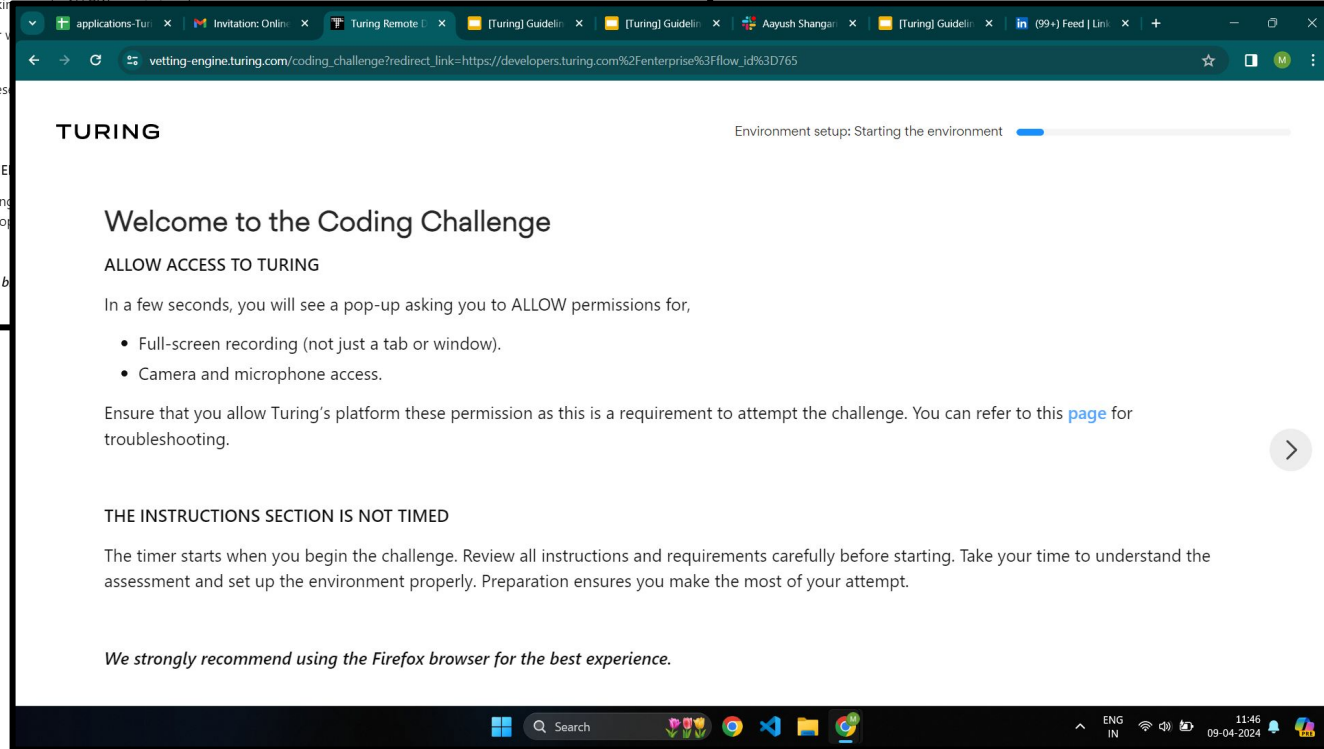 applications-Turi
Invitation: Online
Turing Remote D
[Turing] Guidelin
[Turing] Guidelin
Aayush Shangar
[Turing] Guidelin
(99+) Feed | Link
vetting-engine.turing.com/coding_challenge?redirect_link=https://developers.turing.com%2Fenterprise%3Fflow_id%3D765
M
TURING
Environment setup: Starting the environment
Welcome to the Coding Challenge
ALLOW ACCESS TO TURING
In a few seconds, you will see a pop-up asking you to ALLOW permissions for,
• Full-screen recording (not just a tab or window).
• Camera and microphone access.
Ensure that you allow Turing's platform these permission as this is a requirement to attempt the challenge. You can refer to this page for
troubleshooting.
THE INSTRUCTIONS SECTION IS NOT TIMED
The timer starts when you begin the challenge. Review all instructions and requirements carefully before starting. Take your time to understand the
assessment and set up the environment properly. Preparation ensures you make the most of your attempt.
We strongly recommend using the Firefox browser for the best experience.
Search
ENG
IN
11:46
09-04-2024
PRE